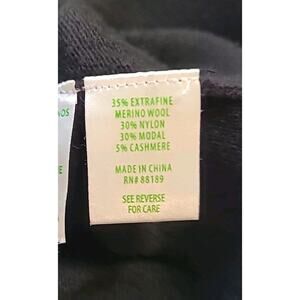 35% EXTRAFINE
MERINO WOOL
30% NYLON
30% MODAL
5% CASHMERE
MADE IN CHINA
RN# 88189
SEE REVERSE
FOR CARE